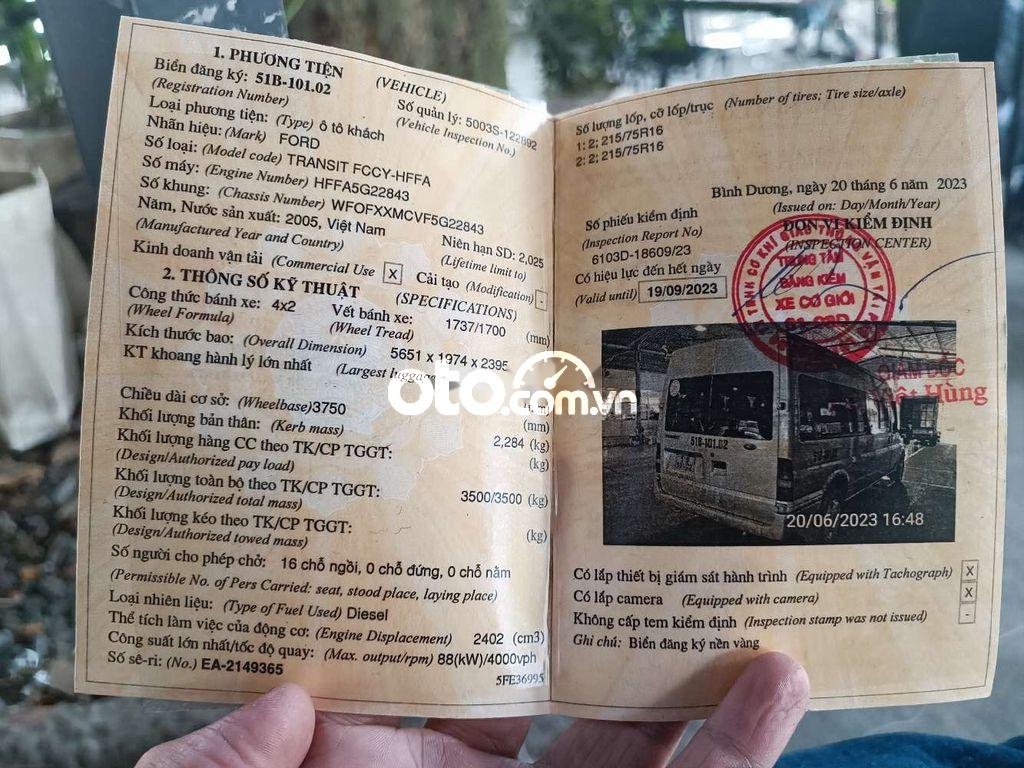 1. PHƯƠNG TIỆN (VEHICLE)
Biển đăng ký: 51B-101.02
(Registration Number)
Số quản lý: 5003S-122692
(Vehicle Inspection No.)
Loại phương tiện: (Type) ô tô khách
Nhãn hiệu: (Mark) FORD
Số loại: (Model code) TRANSIT FCCY-HFFA
Số máy: (Engine Number) HFFA5G22843
Số khung: (Chassis Number) WFOFXXMCVF5G22843
Năm, Nước sản xuất: 2005, Việt Nam
(Manufactured Year and Country)
Niên hạn SD: 2,025
(Lifetime limit to)
Kinh doanh vận tải (Commercial Use X
Cải tạo (Modification) -
2. THÔNG SỐ KỸ THUẬT (SPECIFICATIONS)
Công thức bánh xe: 4x2
(Wheel Formula)
Vết bánh xe: 1737/1700 (mm)
(Wheel Tread)
Kích thước bao: (Overall Dimension) 5651 x 1974 x 2395
KT khoang hành lý lớn nhất (Largest
Chiều dài cơ sở: (Wheelbase)3750 (mm)
Khối lượng bản thân: (Kerb mass) 2,284 (kg)
Khối lượng hàng CC theo TK/CP TGGT: (kg)
(Design/Authorized pay load)
Khối lượng toàn bộ theo TK/CP TGGT: 3500/3500 (kg)
(Design/Authorized total mass)
Khối lượng kéo theo TK/CP TGGT: (kg)
(Design/Authorized towed mass)
Số người cho phép chở: 16 chỗ ngồi, 0 chỗ đứng, 0 chỗ nằm
(Permissible No. of Pers Carried: seat, stood place, laying place)
Loại nhiên liệu: (Type of Fuel Used) Diesel
Thể tích làm việc của động cơ: (Engine Displacement) 2402 (cm3)
Công suất lớn nhất/tốc độ quay: (Max. output/rpm) 88(kW)/4000vph
Số sê-ri: (No.) EA-2149365
5FE36995
Số lượng lốp, cỡ lốp/trục (Number of tires; Tire size/axle)
1: 2; 215/75R16
2: 2; 215/75R16
Bình Dương, ngày 20 tháng 6 năm 2023
(Issued on: Day/Month/Year)
Số phiếu kiểm định
(Inspection Report No)
6103D-18609/23
ĐƠN VỊ KIỂM ĐỊNH
(INSPECTION CENTER)
Có hiệu lực đến hết ngày
(Valid until) 19/09/2023
TRUNG TÂM
ĐĂNG KIỂM
XE CƠ GIỚI
GIÁM ĐỐC
Hùng
51B-101.02
20/06/2023 16:48
Có lắp thiết bị giám sát hành trình (Equipped with Tachograph) X
Có lắp camera (Equipped with camera) X
Không cấp tem kiểm định (Inspection stamp was not issued) -
Ghi chú: Biển đăng ký nền vàng
oto.com.vn